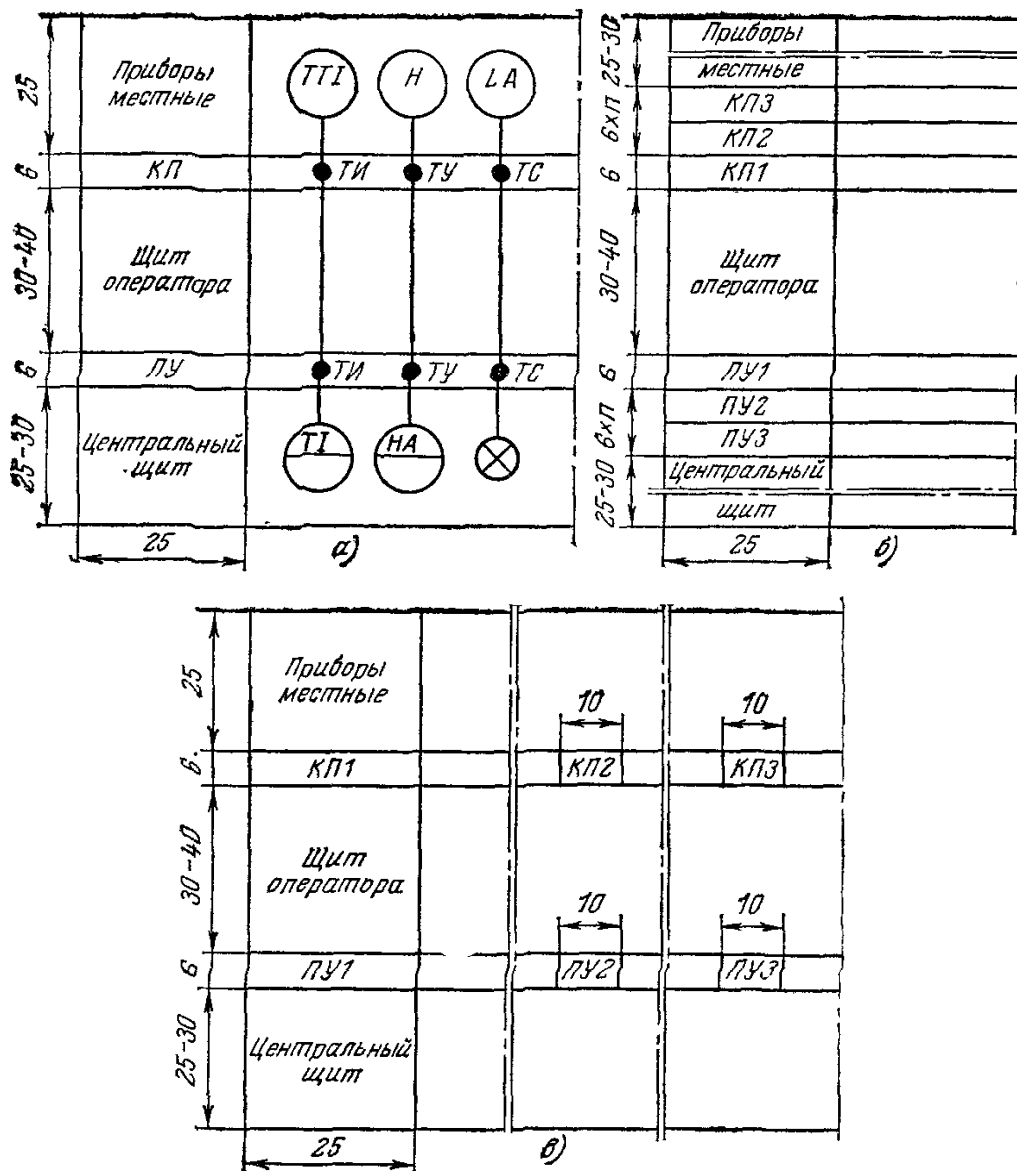 Приборы
местные
25
TTI
H
LA
КП
6
ТИ
ТУ
ТС
Щит
оператора
30-40
ПУ
6
ТИ
ТУ
ТС
Центральный
щит
25-30
TI
HA
25
а)
Приборы
местные
25-30
КП3
КП2
6хп
КП1
6
Щит
оператора
30-40
ПУ1
6
ПУ2
ПУ3
6хп
Центральный
щит
25-30
25
б)
Приборы
местные
25
10
10
КП1
КП2
КП3
6
Щит
оператора
30-40
10
10
ПУ1
ПУ2
ПУ3
6
Центральный
щит
25-30
25
в)